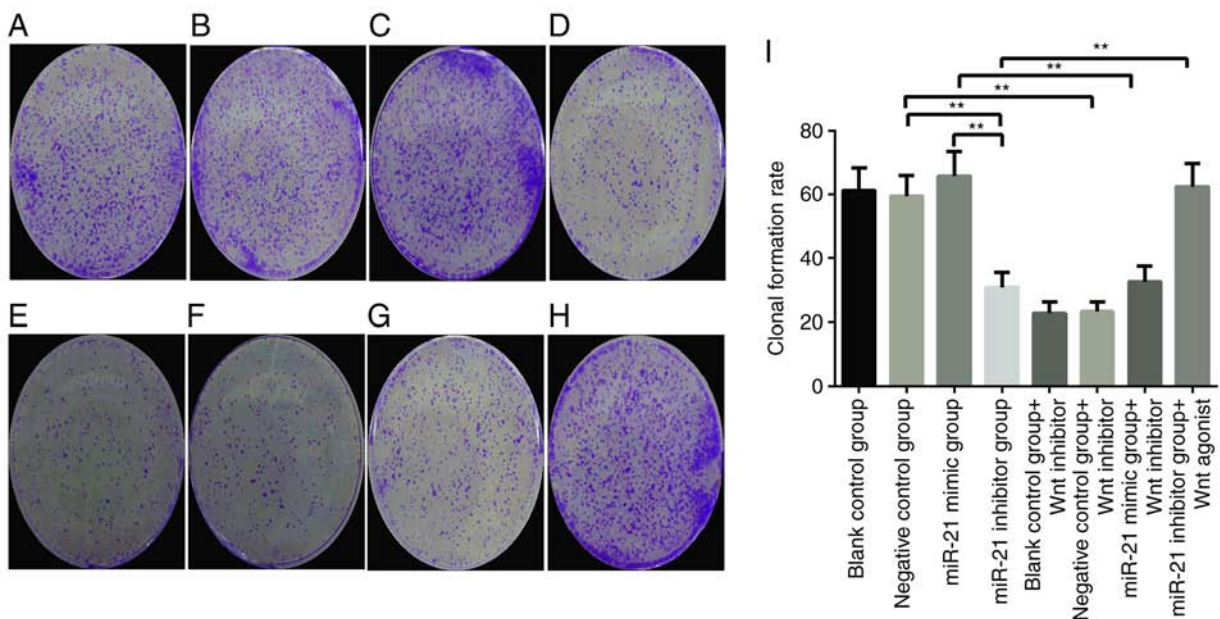 A
B
C
D
E
F
G
H
I
**
**
**
**
**
Clonal formation rate
80
60
40
20
0
Blank control group
Negative control group
miR-21 mimic group
miR-21 inhibitor group
Blank control group+
Wnt inhibitor
Negative control group+
Wnt inhibitor
miR-21 mimic group+
Wnt inhibitor
miR-21 inhibitor group+
Wnt agonist